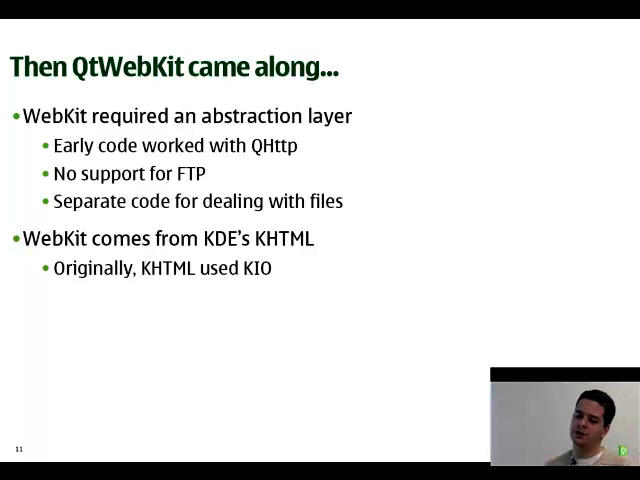 Then QtWebKit came along...
•WebKit required an abstraction layer
• Early code worked with QHttp
• No support for FTP
• Separate code for dealing with files
•WebKit comes from KDE's KHTML
• Originally, KHTML used KIO
11
Qt